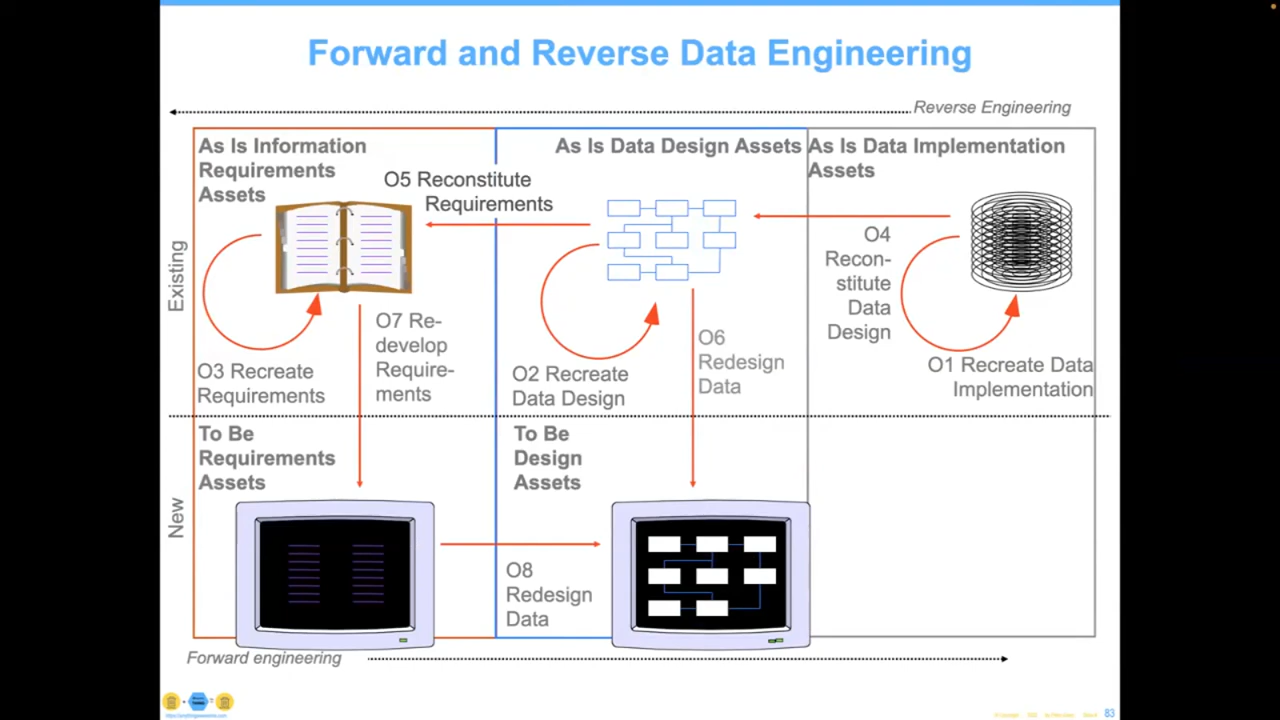 Forward and Reverse Data Engineering
Reverse Engineering
As Is Information
Requirements
Assets
As Is Data Design Assets
As Is Data Implementation
Assets
O5 Reconstitute
Requirements
O4
Recon-
stitute
Data
Design
Existing
O7 Re-
develop
Require-
ments
O6
Redesign
Data
O3 Recreate
Requirements
O2 Recreate
Data Design
O1 Recreate Data
Implementation
To Be
Requirements
Assets
To Be
Design
Assets
New
O8
Redesign
Data
Forward engineering
83